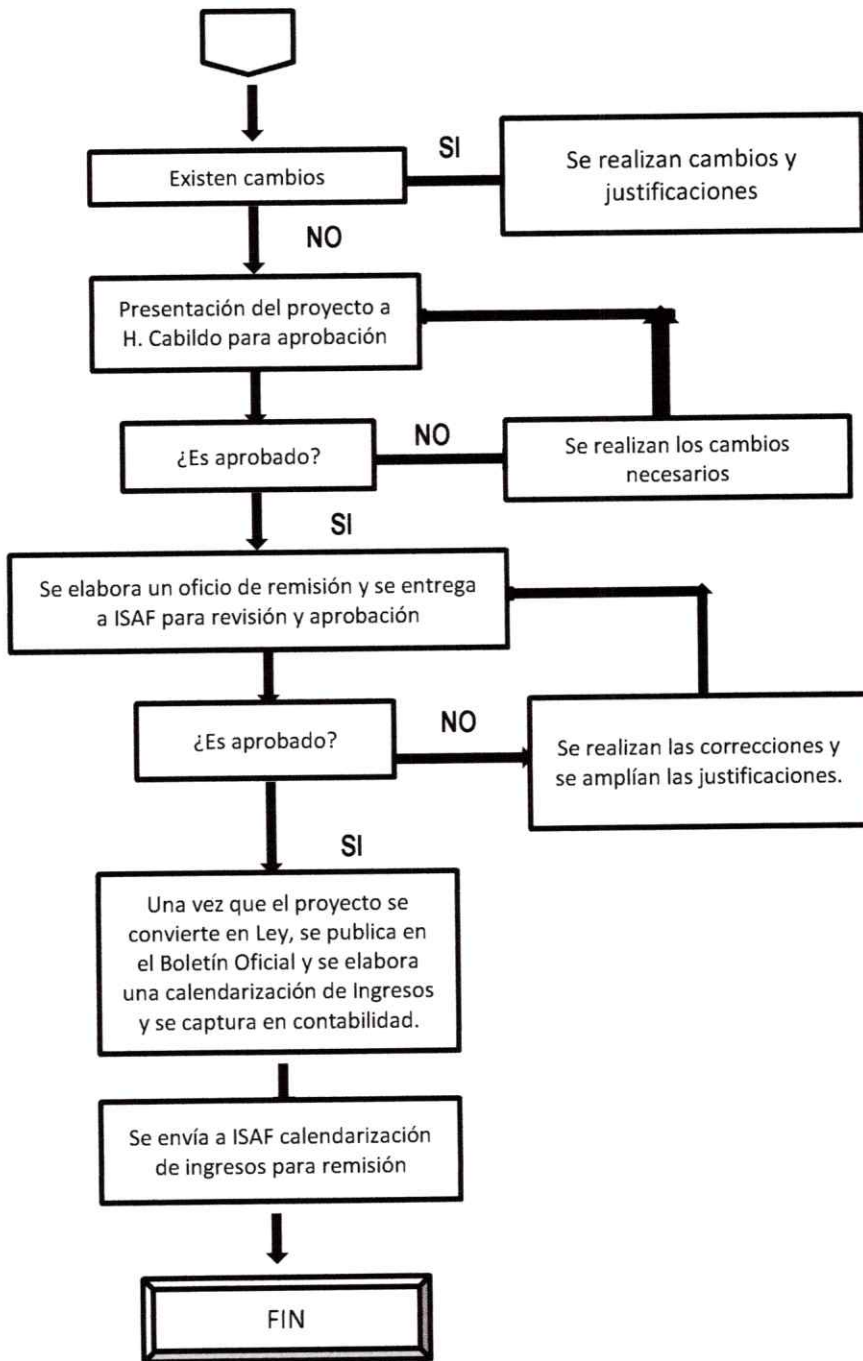 Existen cambios
SI
Se realizan cambios y
justificaciones
NO
Presentación del proyecto a
H. Cabildo para aprobación
¿Es aprobado?
NO
Se realizan los cambios
necesarios
SI
Se elabora un oficio de remisión y se entrega
a ISAF para revisión y aprobación
¿Es aprobado?
NO
Se realizan las correcciones y
se amplían las justificaciones.
SI
Una vez que el proyecto se
convierte en Ley, se publica en
el Boletín Oficial y se elabora
una calendarización de Ingresos
y se captura en contabilidad.
Se envía a ISAF calendarización
de ingresos para remisión
FIN